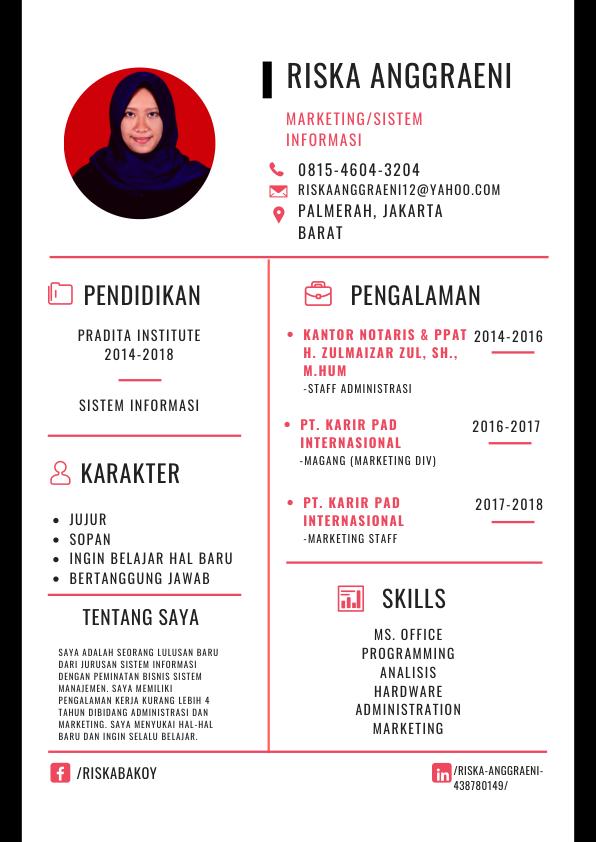 RISKA ANGGRAENI
MARKETING/SISTEM
INFORMASI
0815-4604-3204
RISKAANGGRAENI12@YAHOO.COM
PALMERAH, JAKARTA
BARAT
PENDIDIKAN
PRADITA INSTITUTE
2014-2018
SISTEM INFORMASI
KARAKTER
• JUJUR
• SOPAN
• INGIN BELAJAR HAL BARU
• BERTANGGUNG JAWAB
TENTANG SAYA
SAYA ADALAH SEORANG LULUSAN BARU
DARI JURUSAN SISTEM INFORMASI
DENGAN PEMINATAN BISNIS SISTEM
MANAJEMEN. SAYA MEMILIKI
PENGALAMAN KERJA KURANG LEBIH 4
TAHUN DIBIDANG ADMINISTRASI DAN
MARKETING. SAYA MENYUKAI HAL-HAL
BARU DAN INGIN SELALU BELAJAR.
PENGALAMAN
• KANTOR NOTARIS & PPAT 2014-2016
H. ZULMAIZAR ZUL, SH.,
M.HUM
-STAFF ADMINISTRASI
• PT. KARIR PAD 2016-2017
INTERNASIONAL
-MAGANG (MARKETING DIV)
• PT. KARIR PAD 2017-2018
INTERNASIONAL
-MARKETING STAFF
SKILLS
MS. OFFICE
PROGRAMMING
ANALISIS
HARDWARE
ADMINISTRATION
MARKETING
/RISKABAKOY
/RISKA-ANGGRAENI-
438780149/